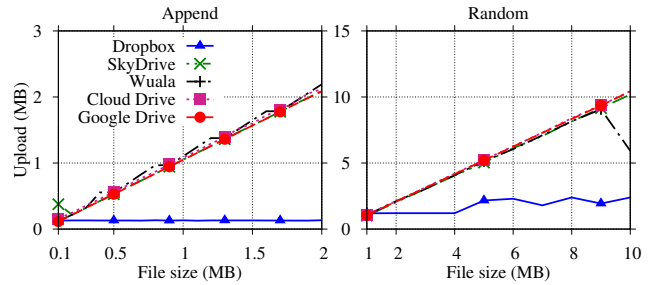 Append
Random
3
2
1
0
Upload (MB)
Dropbox
SkyDrive
Wuala
Cloud Drive
Google Drive
0.1 0.5 1 1.5 2
File size (MB)
15
10
5
0
1 2 4 6 8 10
File size (MB)